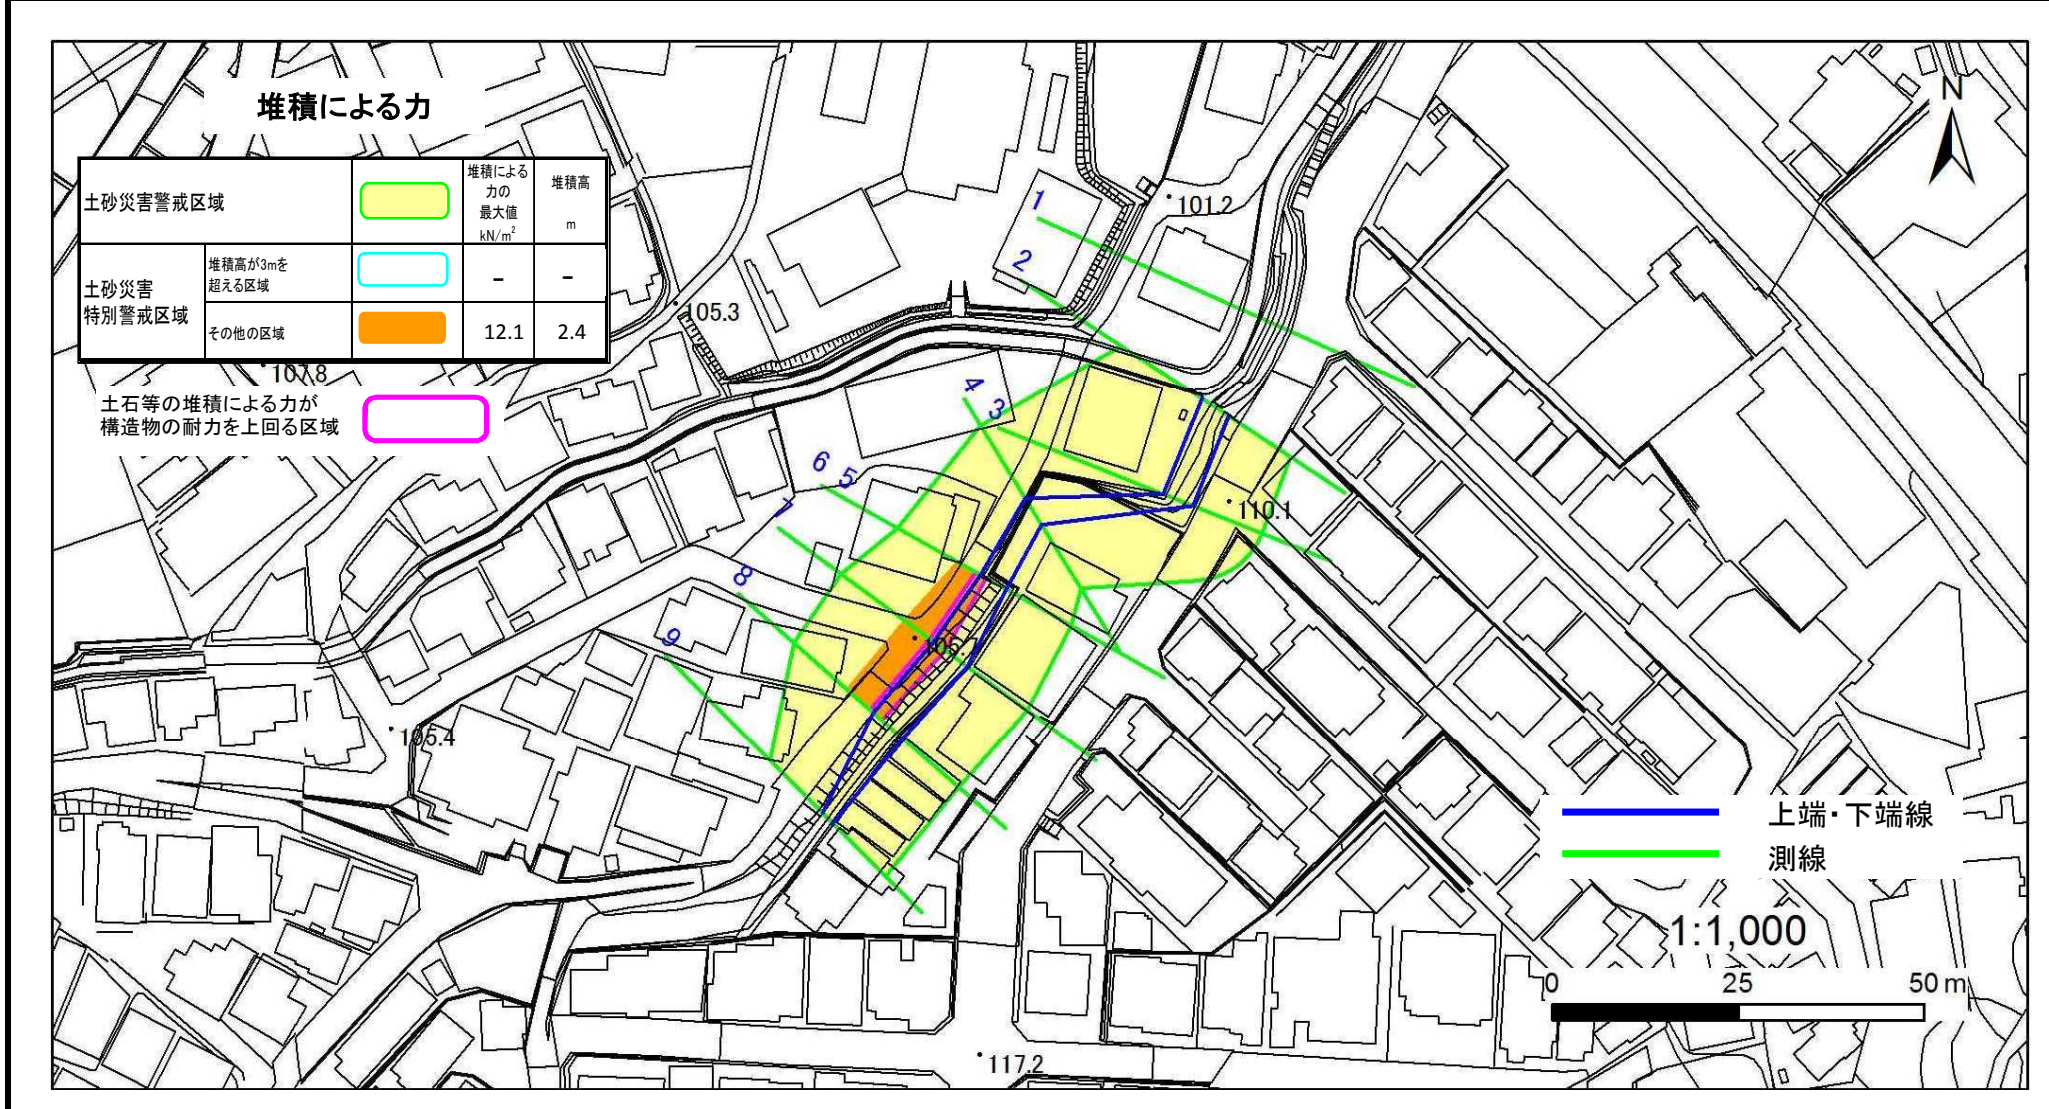 堆積による力
土砂災害警戒区域
堆積による
力の
最大値
kN/m²
堆積高
m
土砂災害
特別警戒区域
堆積高が3mを
超える区域
-
-
その他の区域
12.1
2.4
土石等の堆積による力が
構造物の耐力を上回る区域
N
1
2
4
3
6
5
7
8
9
101.2
105.3
107.8
110.1
105.4
117.2
上端・下端線
測線
1:1,000
0
25
50 m